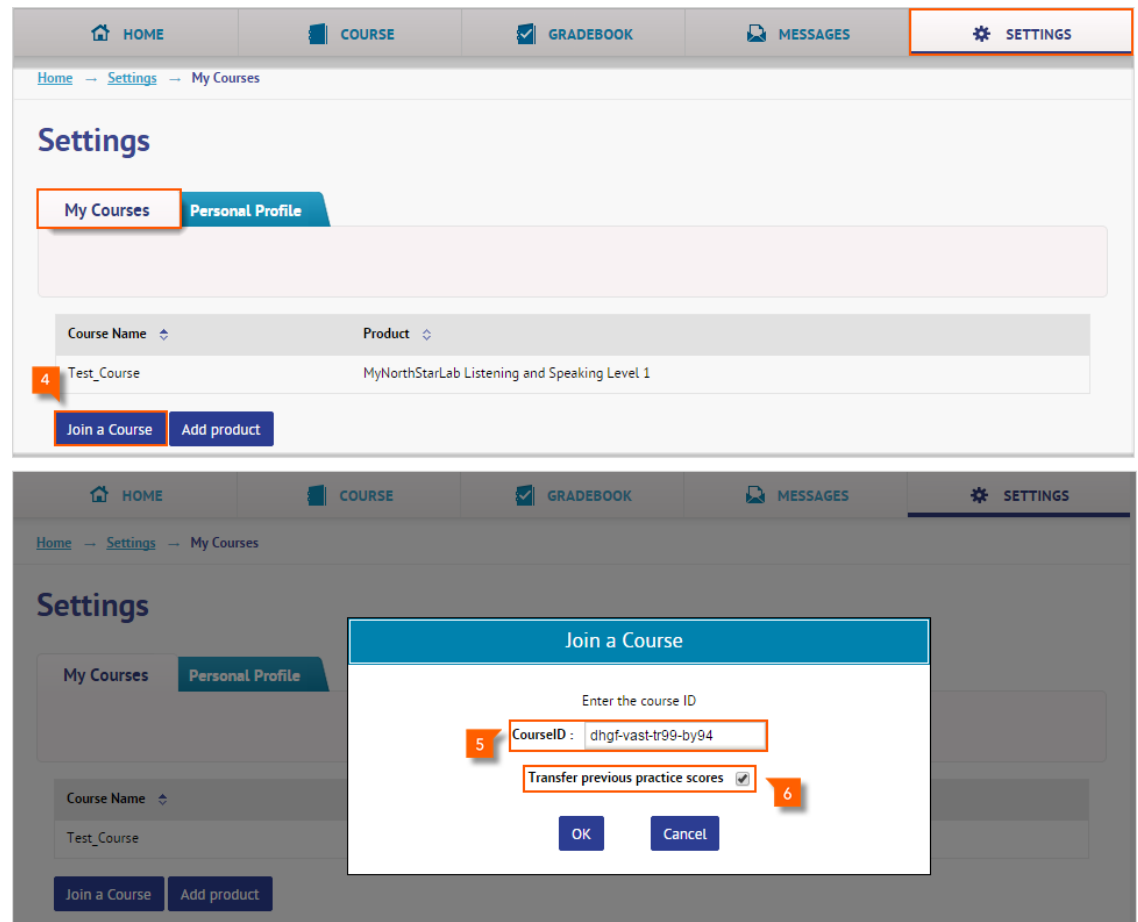 HOME COURSE GRADEBOOK MESSAGES SETTINGS
Home → Settings → My Courses
Settings
My Courses Personal Profile
Course Name Product
4 Test_Course MyNorthStarLab Listening and Speaking Level 1
Join a Course Add product
HOME COURSE GRADEBOOK MESSAGES SETTINGS
Home → Settings → My Courses
Settings
Join a Course
My Courses Personal Profile
Enter the course ID
5 CourseID : dhgf-vast-tr99-by94
Transfer previous practice scores 6
Course Name
OK Cancel
Test_Course
Join a Course Add product